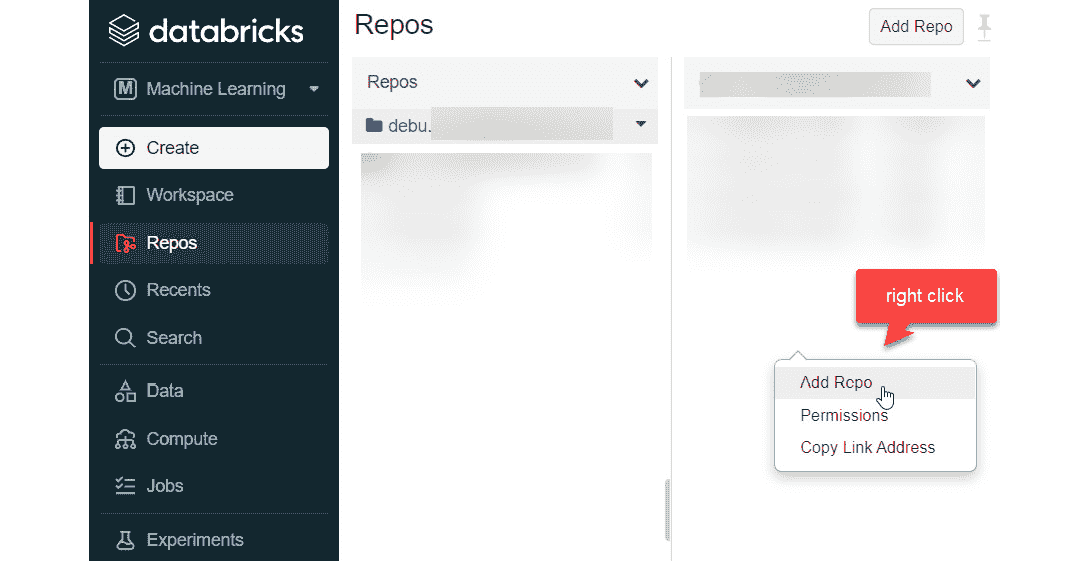 databricks
M Machine Learning
Create
Workspace
Repos
Recents
Search
Data
Compute
Jobs
Experiments
Repos
Add Repo
Repos
debu.
right click
Add Repo
Permissions
Copy Link Address